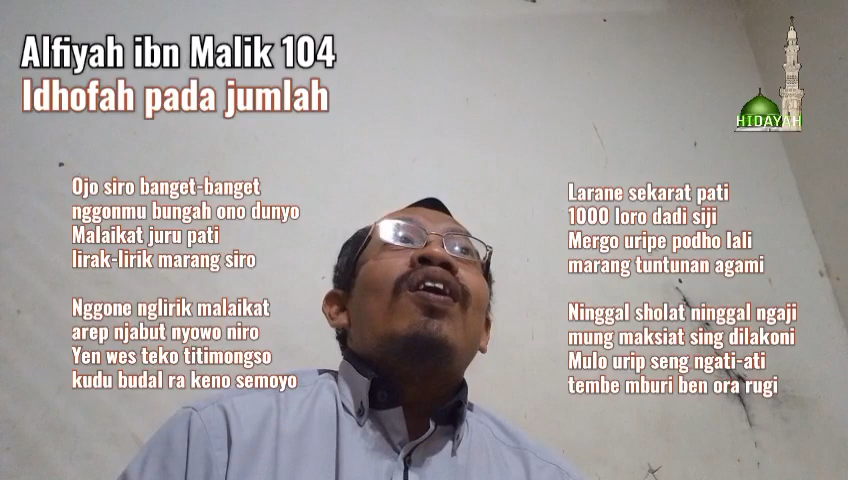 Alfiyah ibn Malik 104
Idhofah pada jumlah
HIDAYAH
Ojo siro banget-banget
nggonmu bungah ono dunyo
Malaikat juru pati
lirak-lirik marang siro
Nggone nglirik malaikat
arep njabut nyowo niro
Yen wes teko titimongso
kudu budal ra keno semoyo
Larane sekarat pati
1000 loro dadi siji
Mergo uripe podho lali
marang tuntunan agami
Ninggal sholat ninggal ngaji
mung maksiat sing dilakoni
Mulo urip seng ngati-ati
tembe mburi ben ora rugi